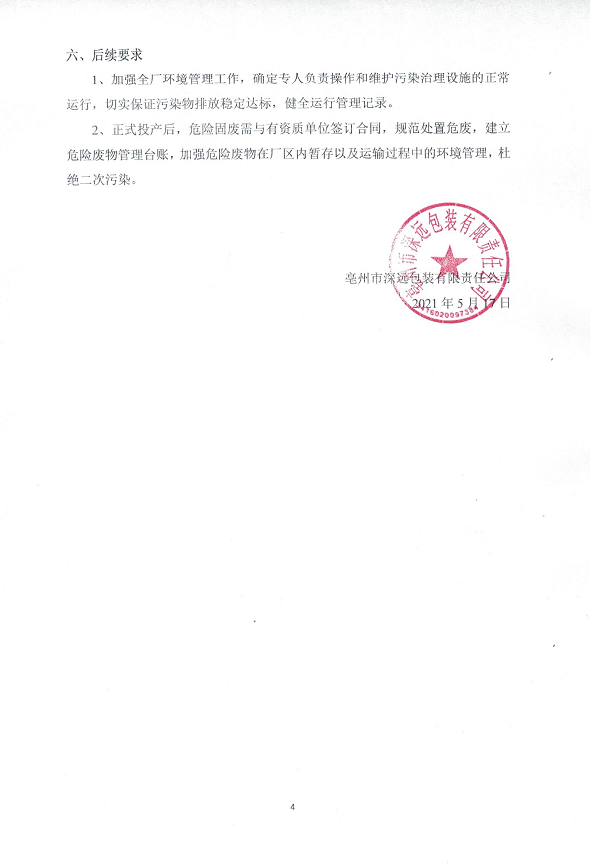 六、后续要求
1、加强全厂环境管理工作，确定专人负责操作和维护污染治理设施的正常
运行，切实保证污染物排放稳定达标，健全运行管理记录。
2、正式投产后，危险固废需与有资质单位签订合同，规范处置危废，建立
危险废物管理台账，加强危险废物在厂区内暂存以及运输过程中的环境管理，杜
绝二次污染。
亳州市深远包装有限责任公司
亳州市深远包装有限责任公司
2021 年 5 月 17 日
4